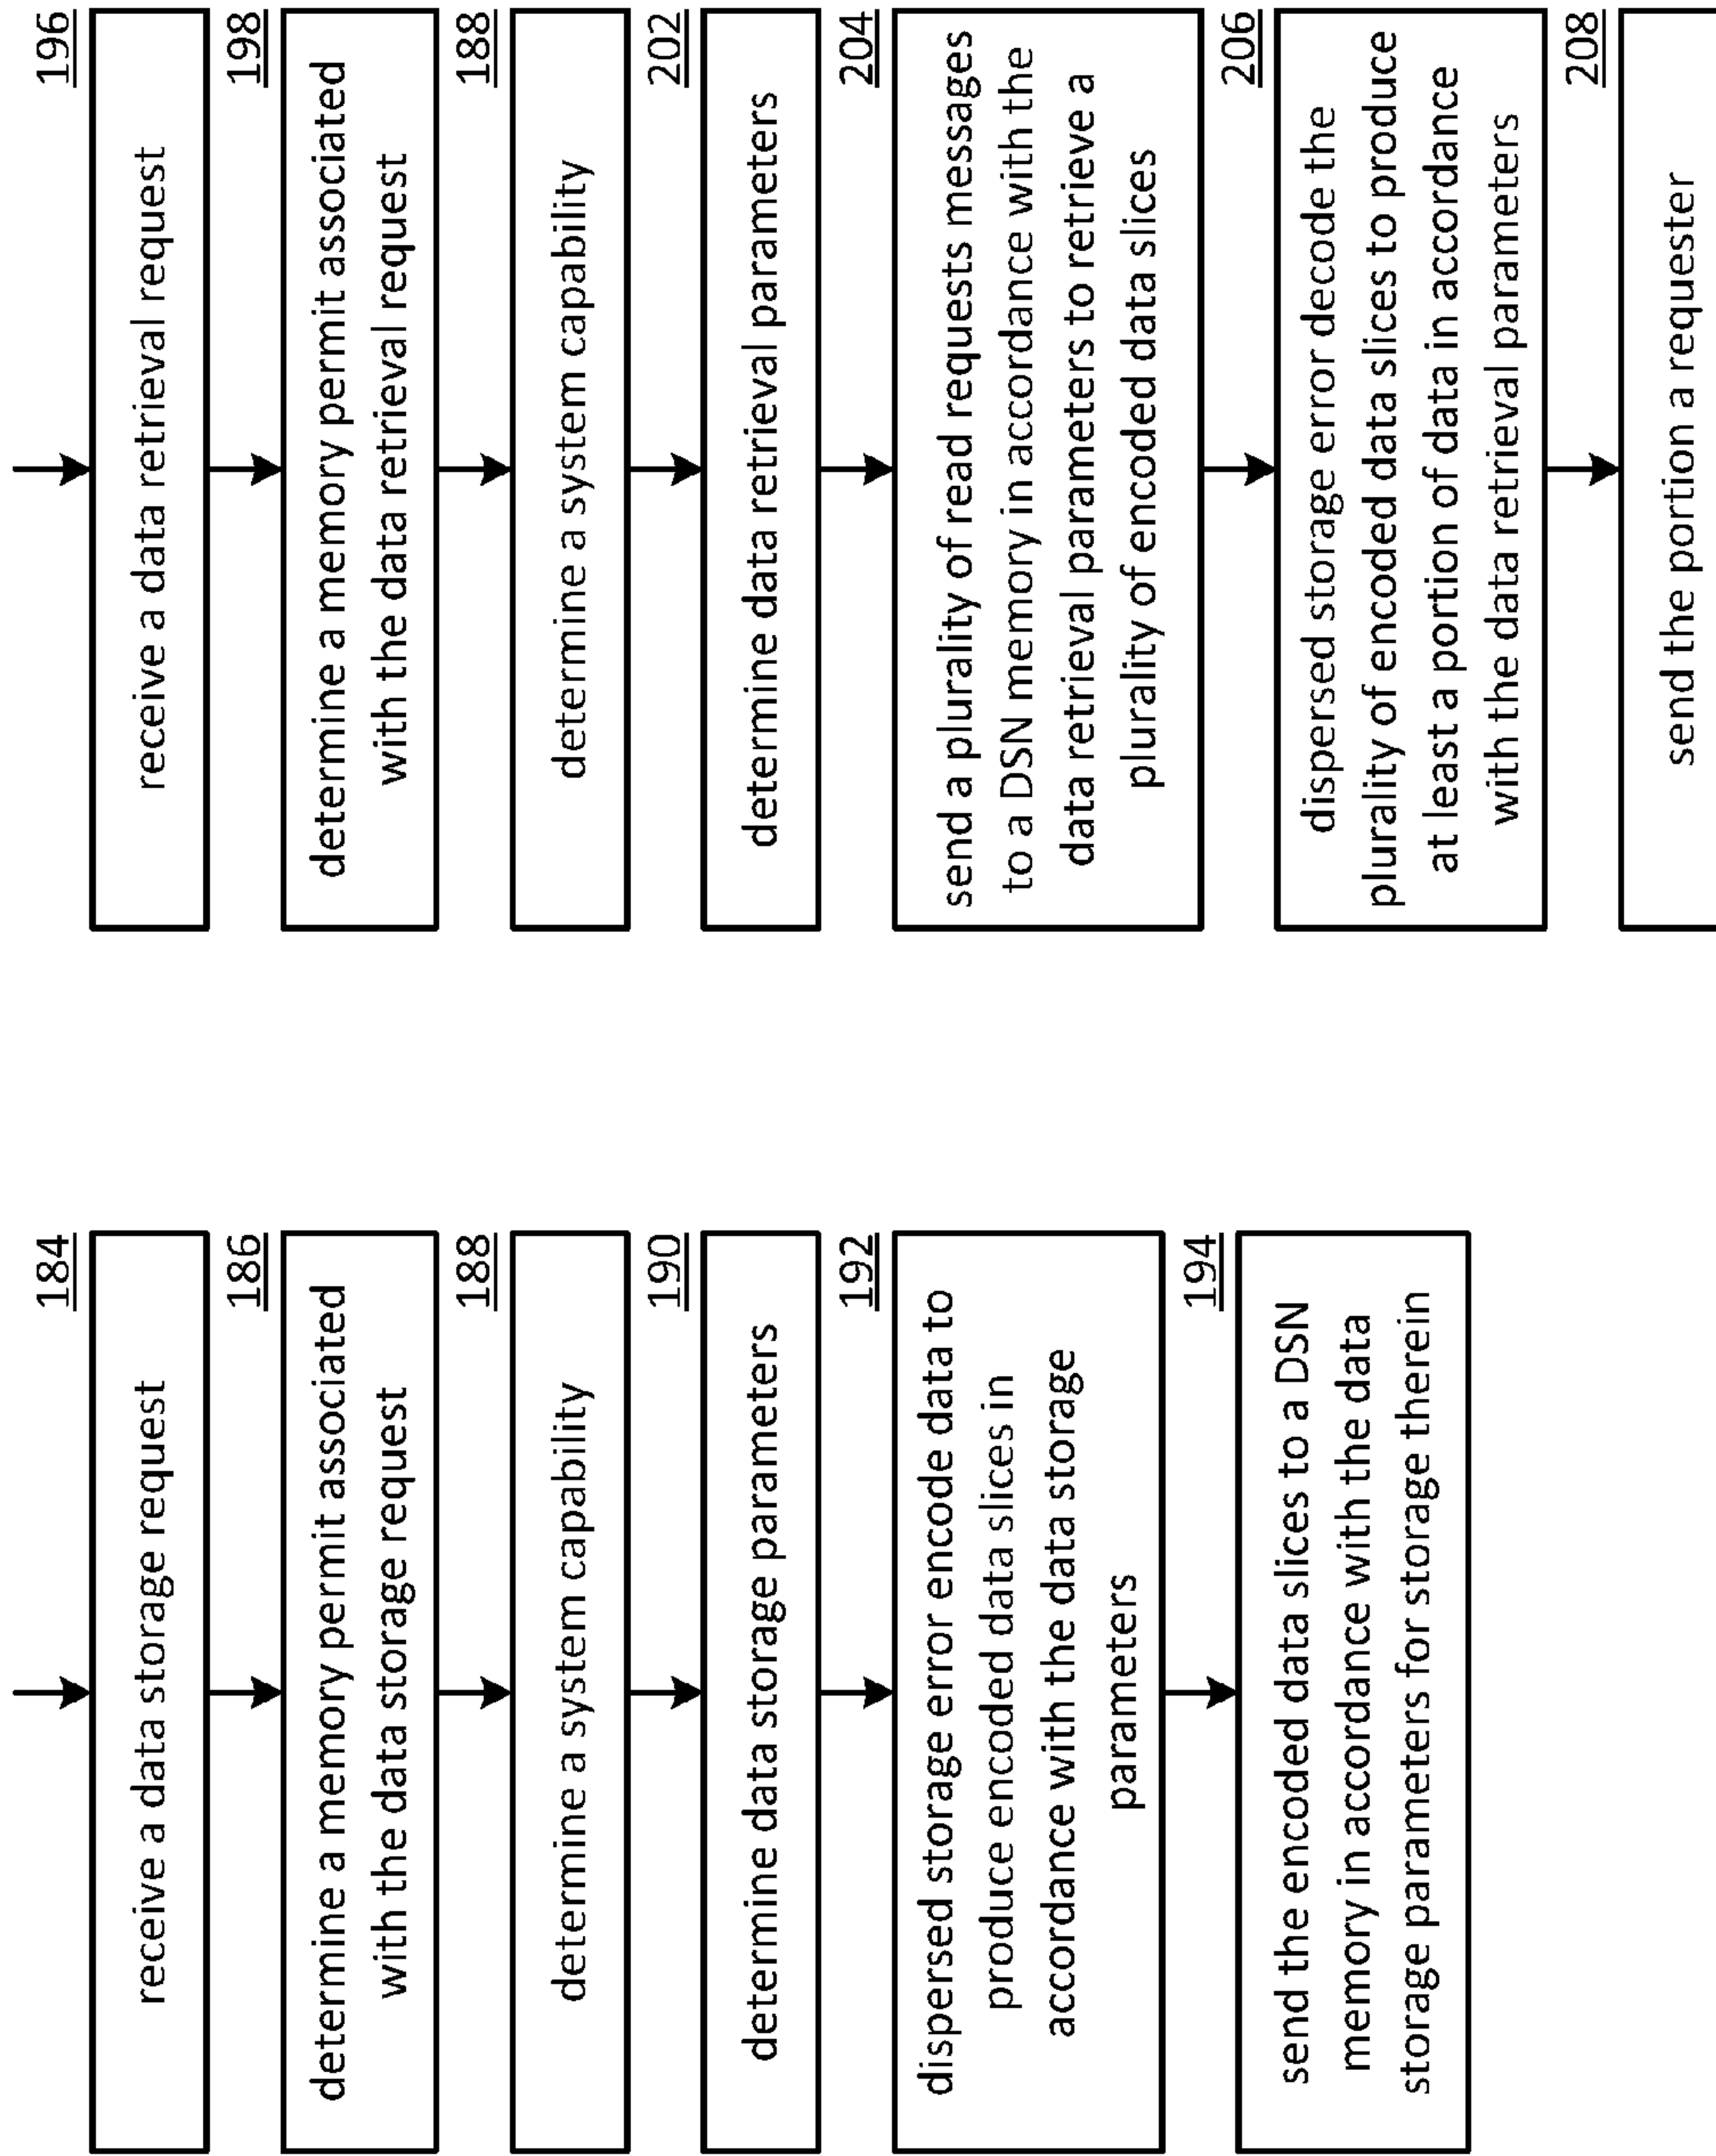 184
receive a data storage request
186
determine a memory permit associated
with the data storage request
188
determine a system capability
190
determine data storage parameters
192
dispersed storage error encode data to
produce encoded data slices in
accordance with the data storage
parameters
194
send the encoded data slices to a DSN
memory in accordance with the data
storage parameters for storage therein
196
receive a data retrieval request
198
determine a memory permit associated
with the data retrieval request
188
determine a system capability
202
determine data retrieval parameters
204
send a plurality of read requests messages
to a DSN memory in accordance with the
data retrieval parameters to retrieve a
plurality of encoded data slices
206
dispersed storage error decode the
plurality of encoded data slices to produce
at least a portion of data in accordance
with the data retrieval parameters
208
send the portion a requester